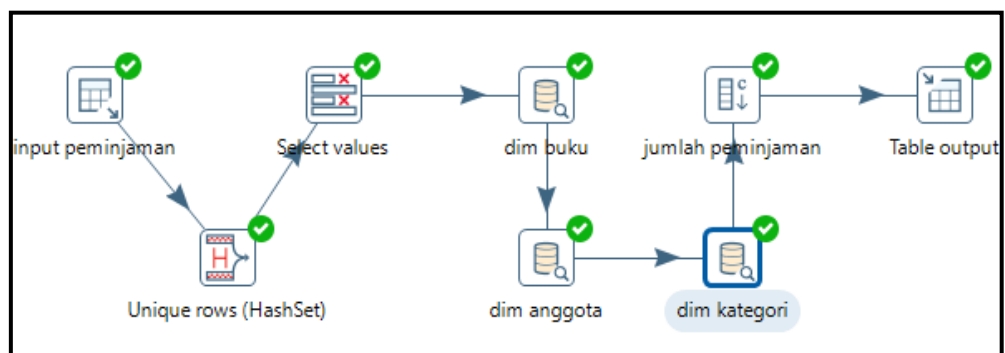 input peminjaman
Select values
dim buku
jumlah peminjaman
Table output
H
C
Unique rows (HashSet)
dim anggota
dim kategori